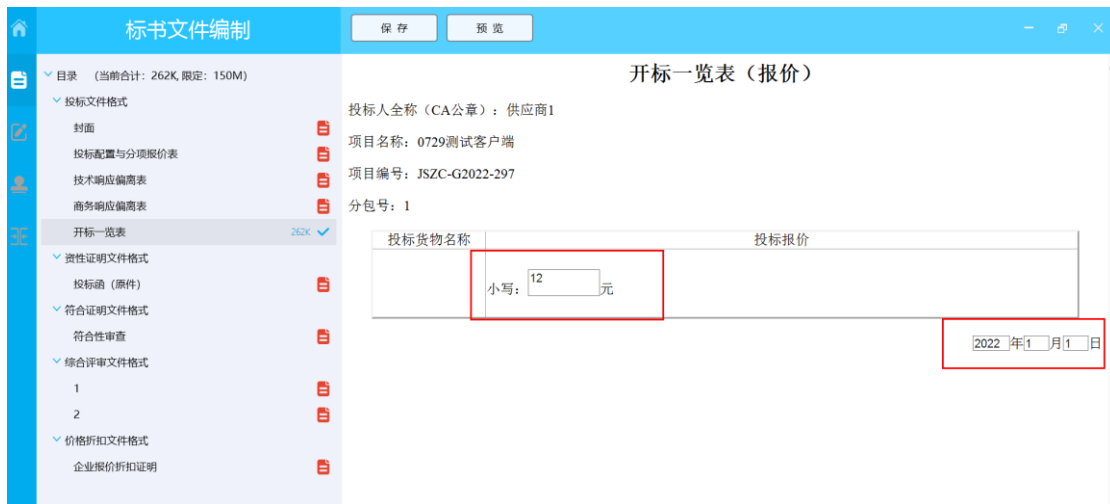 标书文件编制
保存 预览
目录 (当前合计：262K, 限定：150M)
投标文件格式
封面
投标配置与分项报价表
技术响应偏离表
商务响应偏离表
开标一览表 262K
资性证明文件格式
投标函（原件）
符合证明文件格式
符合性审查
综合评审文件格式
1
2
价格折扣文件格式
企业报价折扣证明
开标一览表（报价）
投标人全称（CA公章）：供应商1
项目名称：0729测试客户端
项目编号：JSZC-G2022-297
分包号：1
投标货物名称 投标报价
小写：12元
2022年1月1日